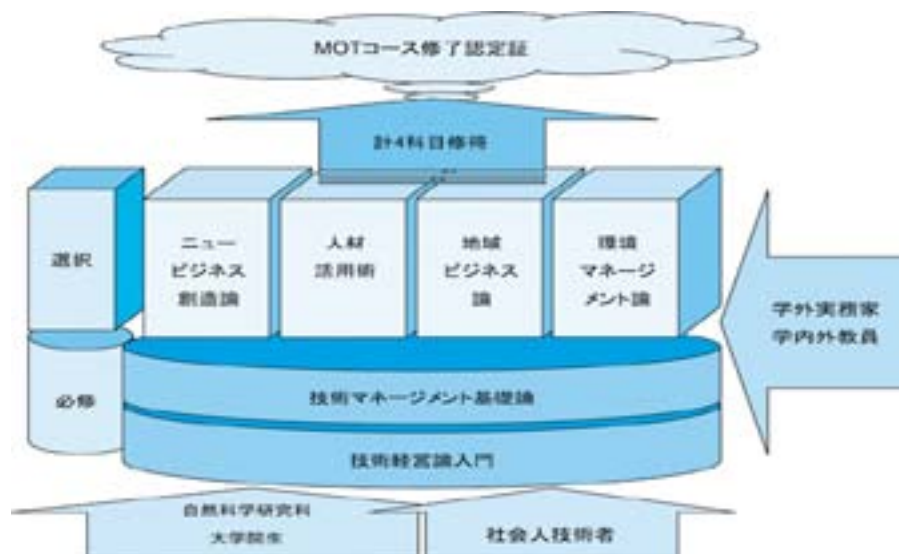 MOTコース修了認定証
計4科目修得
選択
ニュー
ビジネス
創造論
人材
活用術
地域
ビジネス
論
環境
マネージ
メント論
学外実務家
学内外教員
必修
技術マネージメント基礎論
技術経営論入門
自然科学研究科
大学院生
社会人技術者